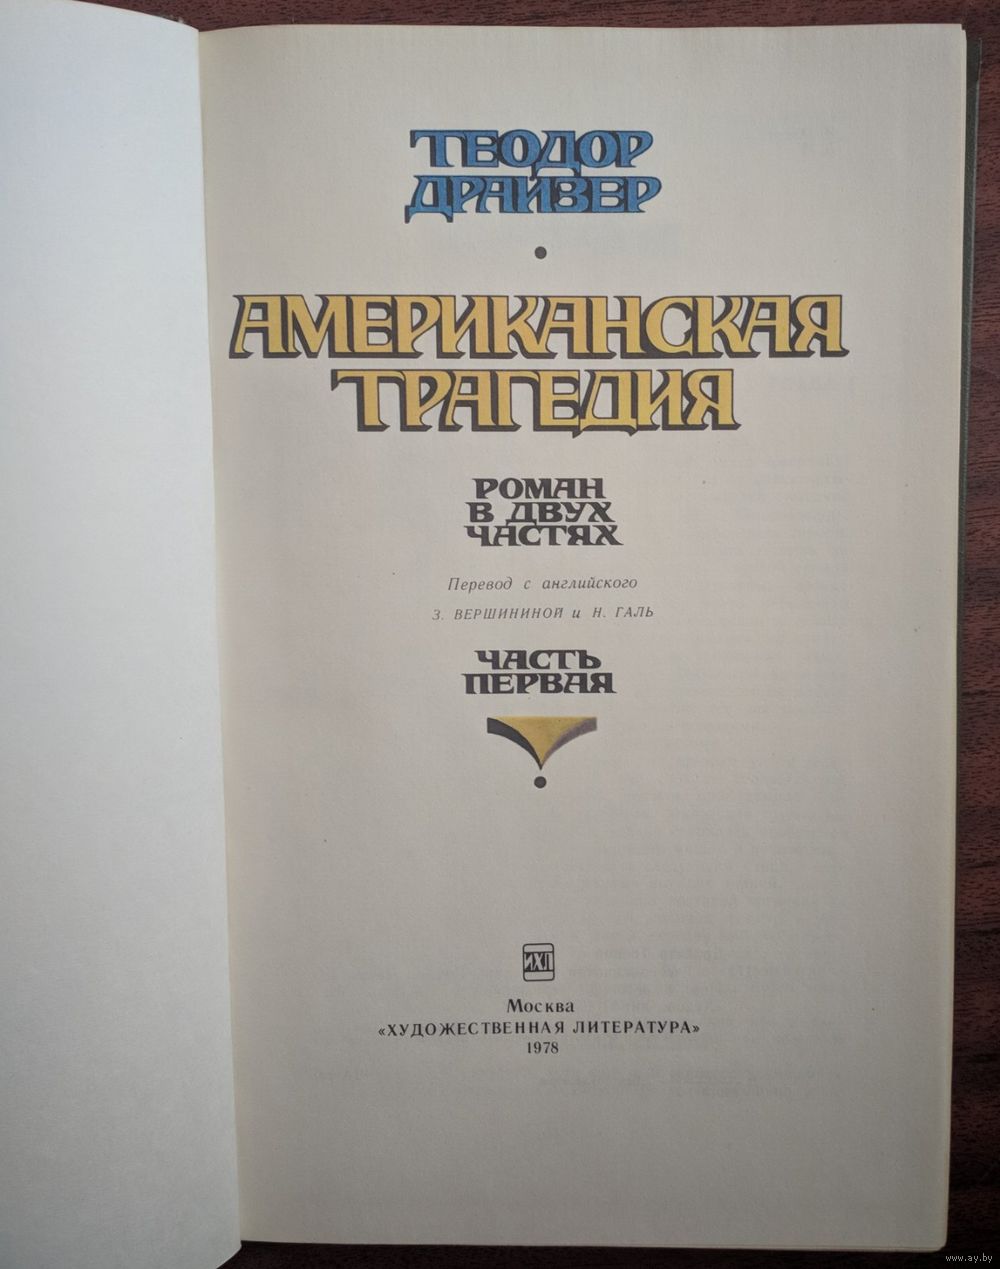 ТЕОДОР
ДРАЙЗЕР
АМЕРИКАНСКАЯ
ТРАГЕДИЯ
РОМАН
В ДВУХ
ЧАСТЯХ
Перевод с английского
З. ВЕРШИНИНОЙ и Н. ГАЛЬ
ЧАСТЬ
ПЕРВАЯ
ИХЛ
Москва
«ХУДОЖЕСТВЕННАЯ ЛИТЕРАТУРА»
1978
www.ay.by